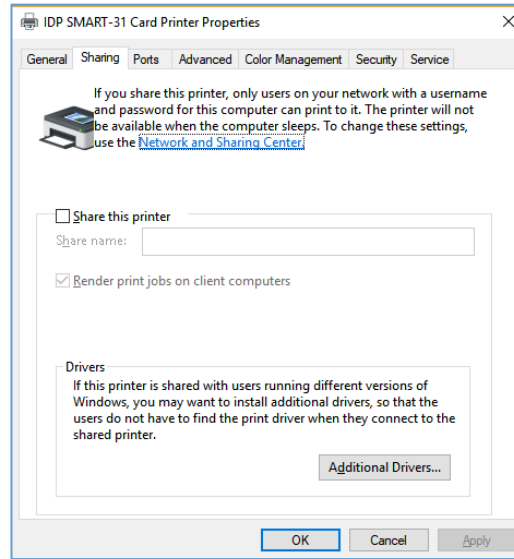 IDP SMART-31 Card Printer Properties
General Sharing Ports Advanced Color Management Security Service
If you share this printer, only users on your network with a username
and password for this computer can print to it. The printer will not
be available when the computer sleeps. To change these settings,
use the Network and Sharing Center.
Share this printer
Share name:
Render print jobs on client computers
Drivers
If this printer is shared with users running different versions of
Windows, you may want to install additional drivers, so that the
users do not have to find the print driver when they connect to the
shared printer.
Additional Drivers...
OK Cancel Apply